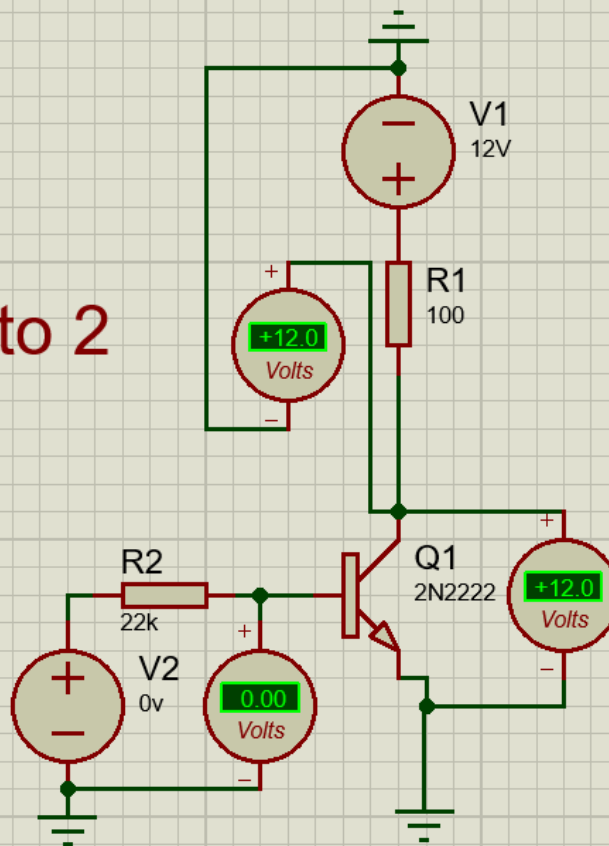 V1
12V
+
R1
100
+
+12.0
Volts
to 2
Q1
2N2222
+
+12.0
Volts
R2
22k
+
V2
0v
+
0.00
Volts